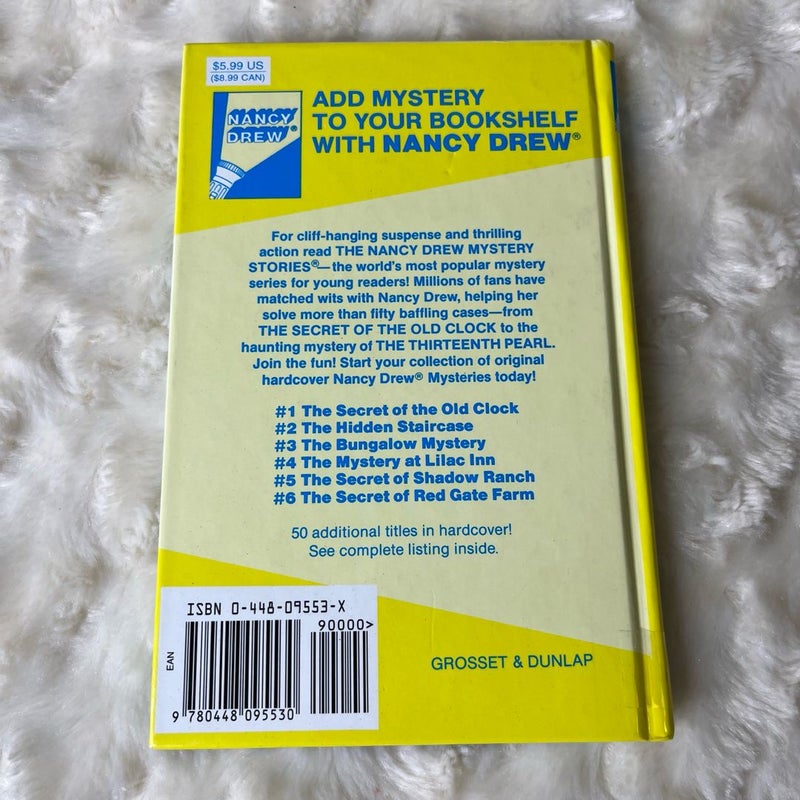 $5.99 US
($8.99 CAN)
NANCY
DREW®
ADD MYSTERY
TO YOUR BOOKSHELF
WITH NANCY DREW®
For cliff-hanging suspense and thrilling
action read THE NANCY DREW MYSTERY
STORIES®—the world's most popular mystery
series for young readers! Millions of fans have
matched wits with Nancy Drew, helping her
solve more than fifty baffling cases—from
THE SECRET OF THE OLD CLOCK to the
haunting mystery of THE THIRTEENTH PEARL.
Join the fun! Start your collection of original
hardcover Nancy Drew® Mysteries today!
#1 The Secret of the Old Clock
#2 The Hidden Staircase
#3 The Bungalow Mystery
#4 The Mystery at Lilac Inn
#5 The Secret of Shadow Ranch
#6 The Secret of Red Gate Farm
50 additional titles in hardcover!
See complete listing inside.
ISBN 0-448-09553-X
90000>
EAN
9 780448 095530
GROSSET & DUNLAP